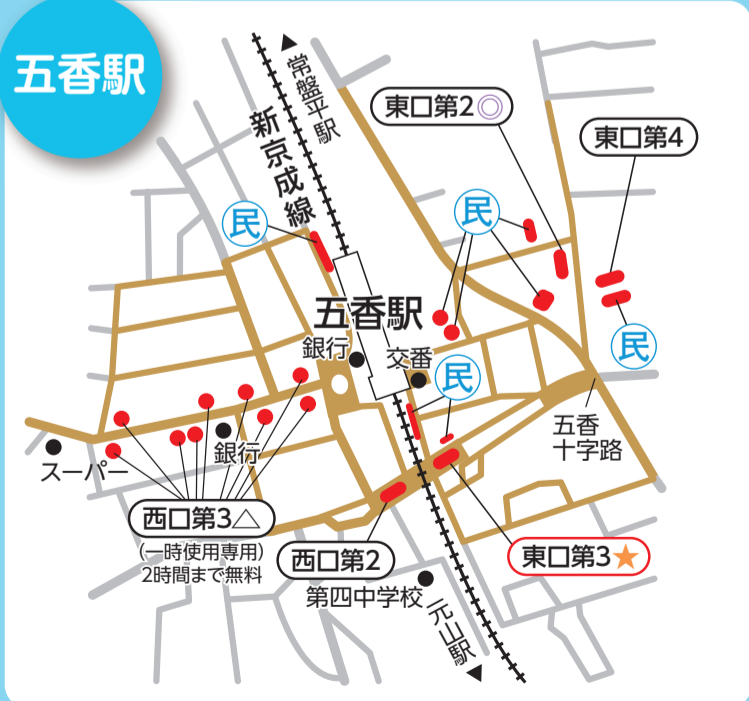 五香駅
常盤平駅
新京成線
東口第2◎
東口第4
民
民
五香駅
銀行
交番
民
民
五香
十字路
スーパー
銀行
西口第3△
(一時使用専用)
2時間まで無料
西口第2
東口第3★
第四中学校
元山駅